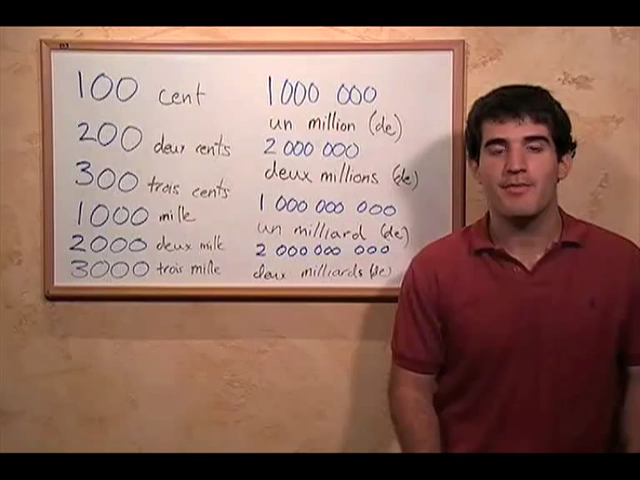 100 cent
200 deux cents
300 trois cents
1000 mille
2000 deux mille
3000 trois mille
1000 000
un million (de)
2 000 000
deux millions (de)
1 000 000 000
un milliard (de)
2 000 000 000
deux milliards (de)